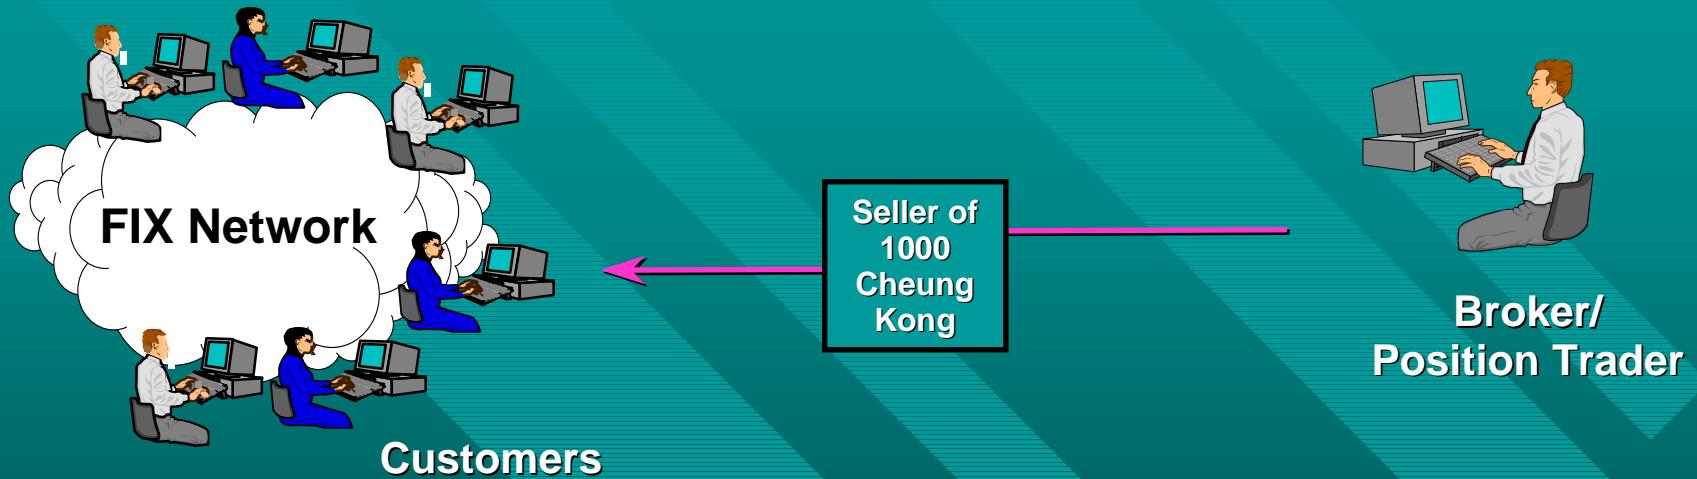 FIX Network
Seller of
1000
Cheung
Kong
Broker/
Position Trader
Customers